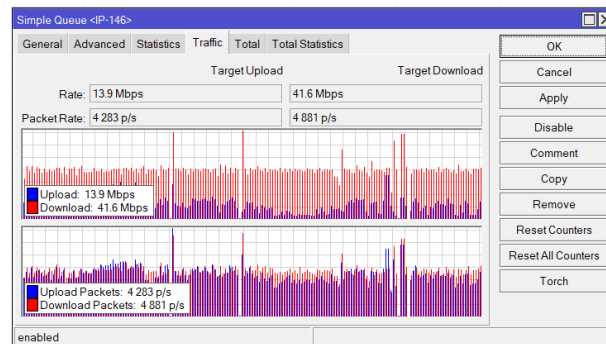 Simple Queue <IP-146>
General Advanced Statistics Traffic Total Total Statistics
Target Upload Target Download
Rate: 13.9 Mbps 41.6 Mbps
Packet Rate: 4 283 p/s 4 881 p/s
Upload: 13.9 Mbps
Download: 41.6 Mbps
Upload Packets: 4 283 p/s
Download Packets: 4 881 p/s
enabled
OK
Cancel
Apply
Disable
Comment
Copy
Remove
Reset Counters
Reset All Counters
Torch